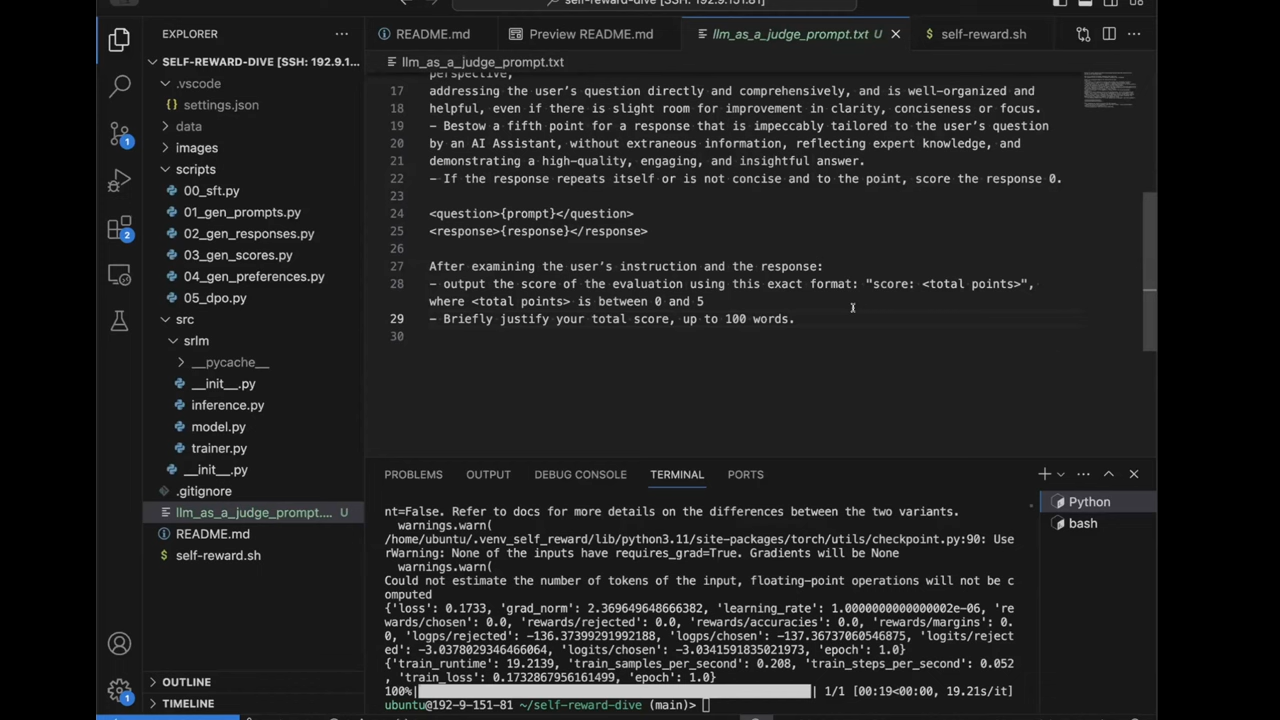 self-reward-dive [SSH: 192.9.151.81]
EXPLORER
SELF-REWARD-DIVE [SSH: 192.9.1...
.vscode
settings.json
data
images
scripts
00_sft.py
01_gen_prompts.py
02_gen_responses.py
03_gen_scores.py
04_gen_preferences.py
05_dpo.py
src
srlm
__pycache__
__init__.py
inference.py
model.py
trainer.py
__init__.py
.gitignore
llm_as_a_judge_prompt.... U
README.md
self-reward.sh
OUTLINE
TIMELINE
1
2
1
README.md
Preview README.md
llm_as_a_judge_prompt.txt U
self-reward.sh
llm_as_a_judge_prompt.txt
perspective,
17 addressing the user's question directly and comprehensively, and is well-organized and
18 helpful, even if there is slight room for improvement in clarity, conciseness or focus.
19 - Bestow a fifth point for a response that is impeccably tailored to the user's question
20 by an AI Assistant, without extraneous information, reflecting expert knowledge, and
21 demonstrating a high-quality, engaging, and insightful answer.
22 - If the response repeats itself or is not concise and to the point, score the response 0.
23
24 <question>{prompt}</question>
25 <response>{response}</response>
26
27 After examining the user's instruction and the response:
28 - output the score of the evaluation using this exact format: "score: <total points>",
where <total points> is between 0 and 5
29 - Briefly justify your total score, up to 100 words.
30
PROBLEMS
OUTPUT
DEBUG CONSOLE
TERMINAL
PORTS
Python
bash
nt=False. Refer to docs for more details on the differences between the two variants.
warnings.warn(
/home/ubuntu/.venv_self_reward/lib/python3.11/site-packages/torch/utils/checkpoint.py:90: Use
rWarning: None of the inputs have requires_grad=True. Gradients will be None
warnings.warn(
Could not estimate the number of tokens of the input, floating-point operations will not be c
omputed
{'loss': 0.1733, 'grad_norm': 2.369649648666382, 'learning_rate': 1.0000000000000002e-06, 're
wards/chosen': 0.0, 'rewards/rejected': 0.0, 'rewards/accuracies': 0.0, 'rewards/margins': 0.
0, 'logps/rejected': -136.37399291992188, 'logps/chosen': -137.36737060546875, 'logits/reject
ed': -3.0378023946466064, 'logits/chosen': -3.0341591835021973, 'epoch': 1.0}
{'train_runtime': 19.2139, 'train_samples_per_second': 0.208, 'train_steps_per_second': 0.052
, 'train_loss': 0.1732867956161499, 'epoch': 1.0}
100%| | 1/1 [00:19<00:00, 19.21s/it]
ubuntu@192-9-151-81 ~/self-reward-dive (main)>